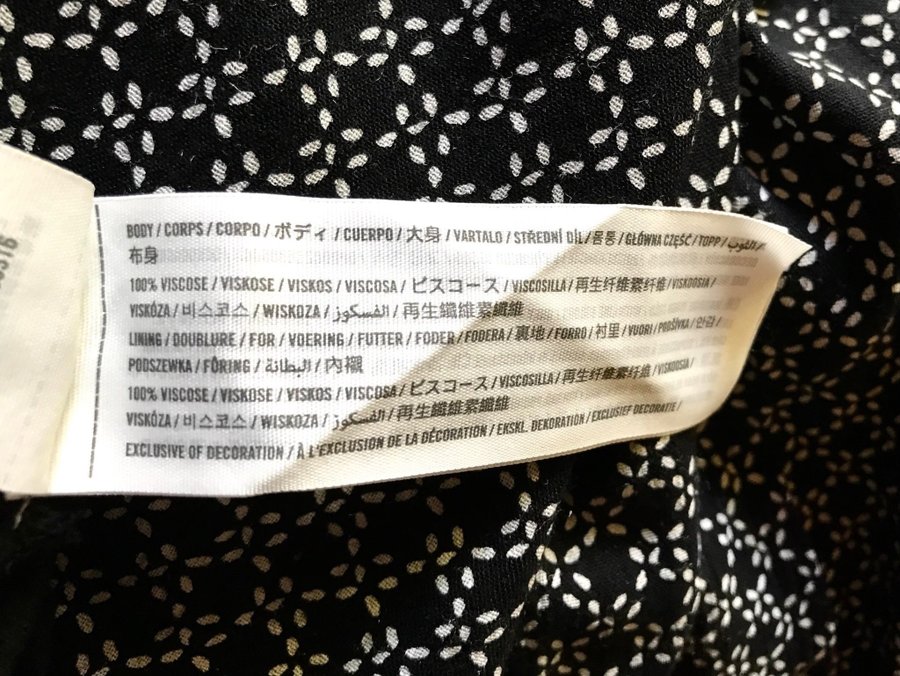 BODY / CORPS / CORPO / ボディ / CUERPO / 大身 / VARTALO / STŘEDNÍ DÍL / 몸통 / GŁÓWNA CZĘŚĆ / TOPP / الثوب /
布身
100% VISCOSE / VISKOSE / VISKOS / VISCOSA / ビスコース / VISCOSILLA / 再生纤维素纤维 / VISKOOSIA /
VISKÓZA / 비스코스 / WISKOZA / الفسكوز / 再生纖維素纖維
LINING / DOUBLURE / FOR / VOERING / FUTTER / FODER / FODERA / 裏地 / FORRO / 衬里 / VUORI / PODŠÍVKA / 안감 /
PODSZEWKA / FÔRING / البطانة / 內襯
100% VISCOSE / VISKOSE / VISKOS / VISCOSA / ビスコース / VISCOSILLA / 再生纤维素纤维 / VISKOOSIA /
VISKÓZA / 비스코스 / WISKOZA / الفسكوز / 再生纖維素纖維
EXCLUSIVE OF DECORATION / À L'EXCLUSION DE LA DÉCORATION / EKSKL. DEKORATION / EXCLUSIEF DECORATIE /